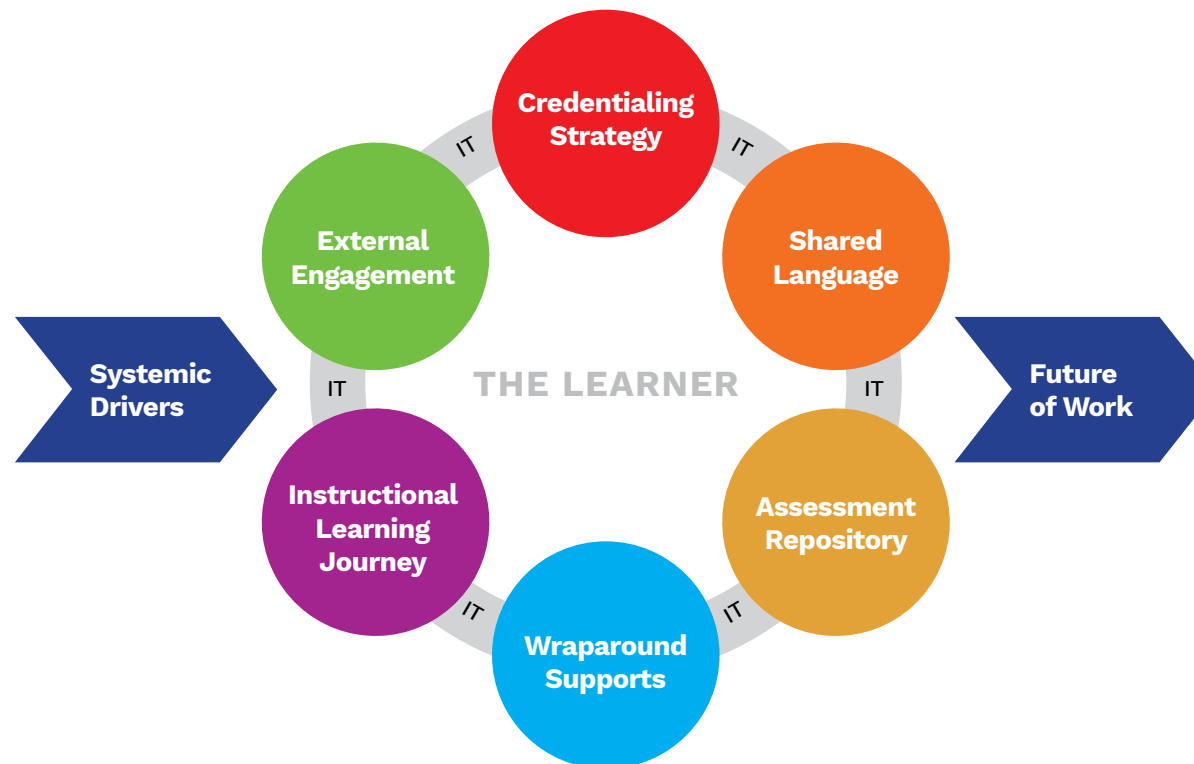 Credentialing
Strategy
IT
IT
External
Engagement
Shared
Language
Systemic
Drivers
IT
THE LEARNER
IT
Future
of Work
Instructional
Learning
Journey
Assessment
Repository
IT
IT
Wraparound
Supports